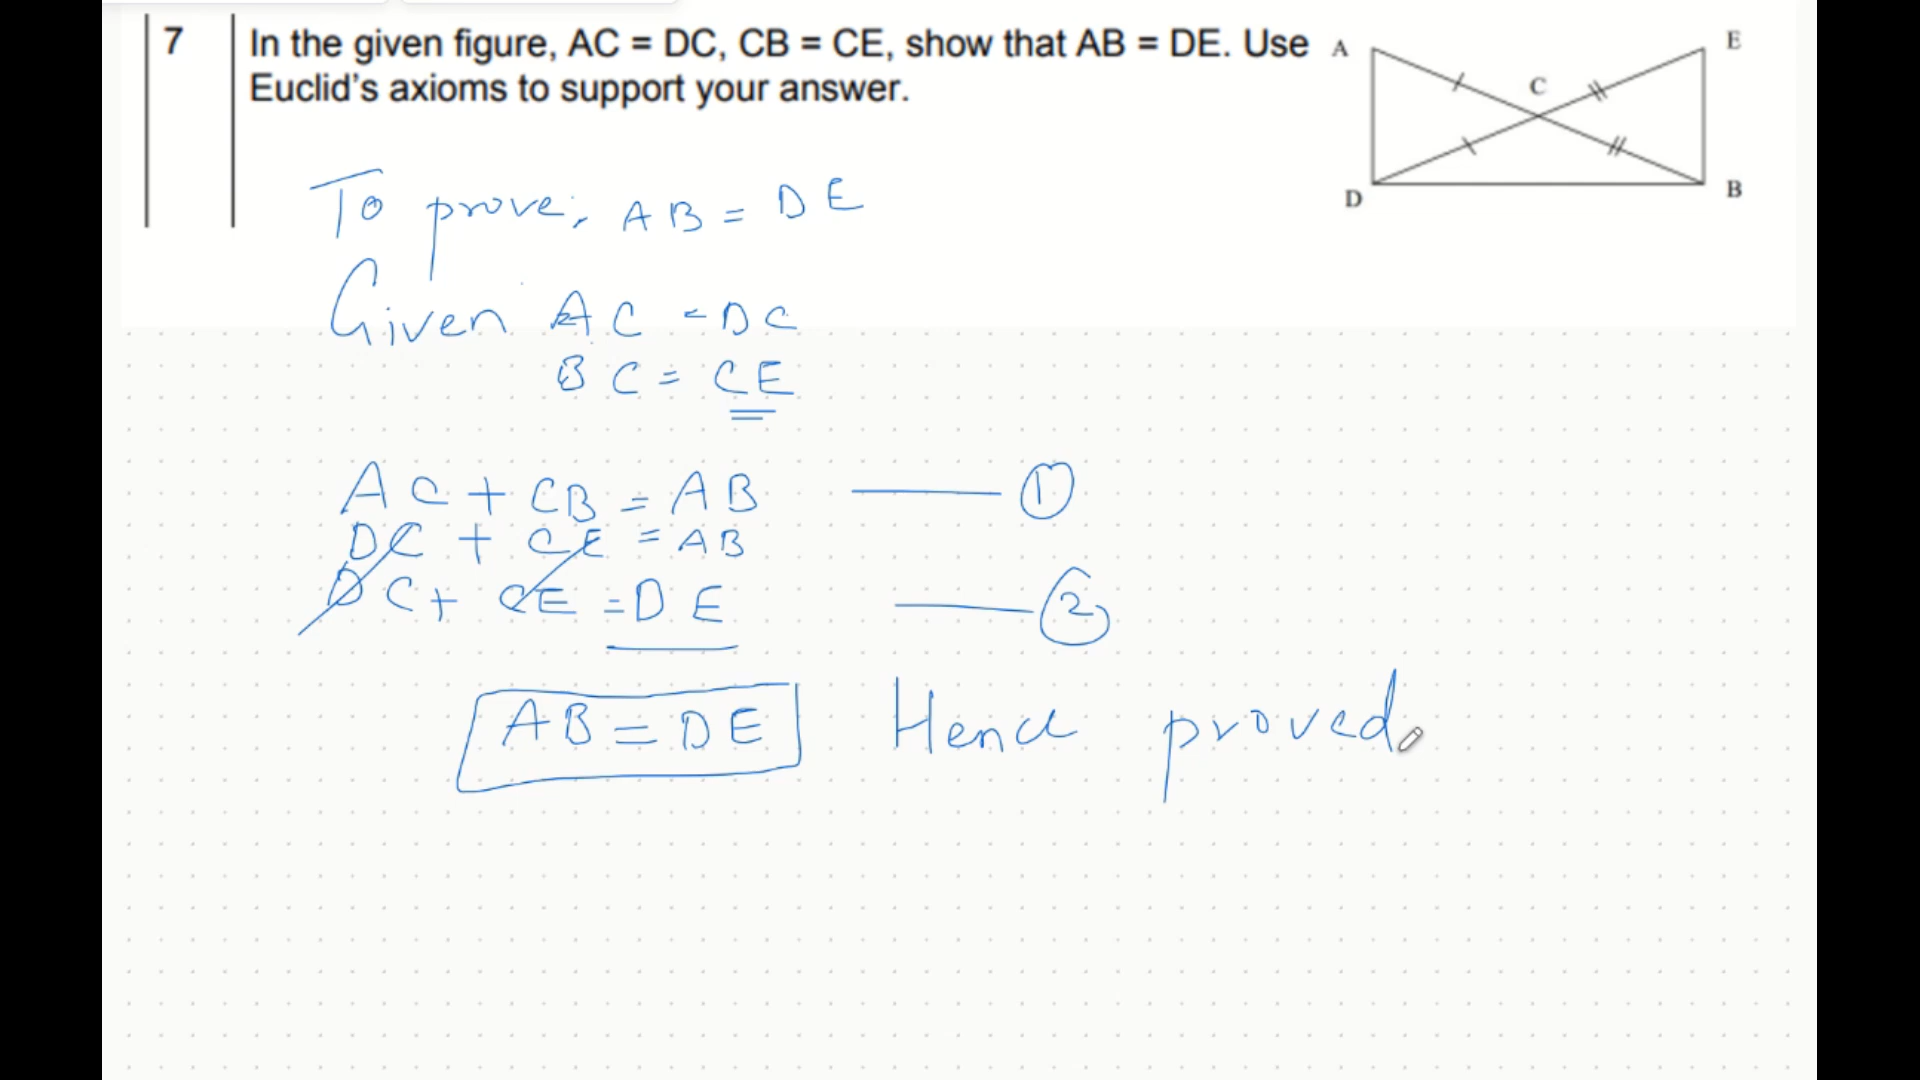 7 In the given figure, AC = DC, CB = CE, show that AB = DE. Use
Euclid's axioms to support your answer.
A
E
C
D
B
To prove: AB = DE
Given AC = DC
BC = CE
AC + CB = AB —— 1
DC + CE = AB
DC + CE = DE —— 2
AB = DE Hence proved.